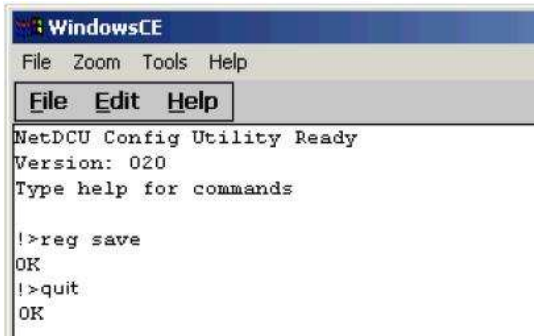 WindowsCE
File Zoom Tools Help
File Edit Help
NetDCU Config Utility Ready
Version: 020
Type help for commands
!>reg save
OK
!>quit
OK